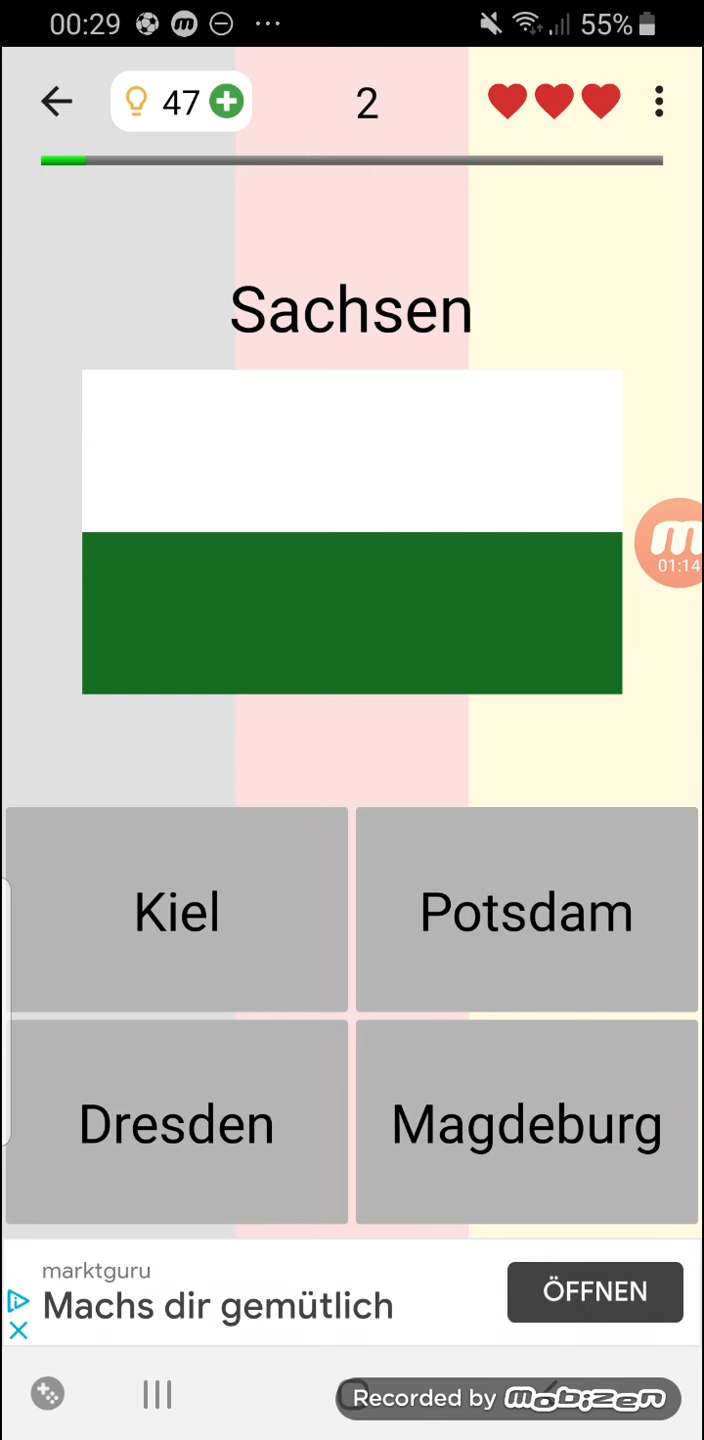 00:29 m ... 55%
47 2
Sachsen
m
01:14
Kiel Potsdam
Dresden Magdeburg
marktguru
Machs dir gemütlich
ÖFFNEN
Recorded by mobizen